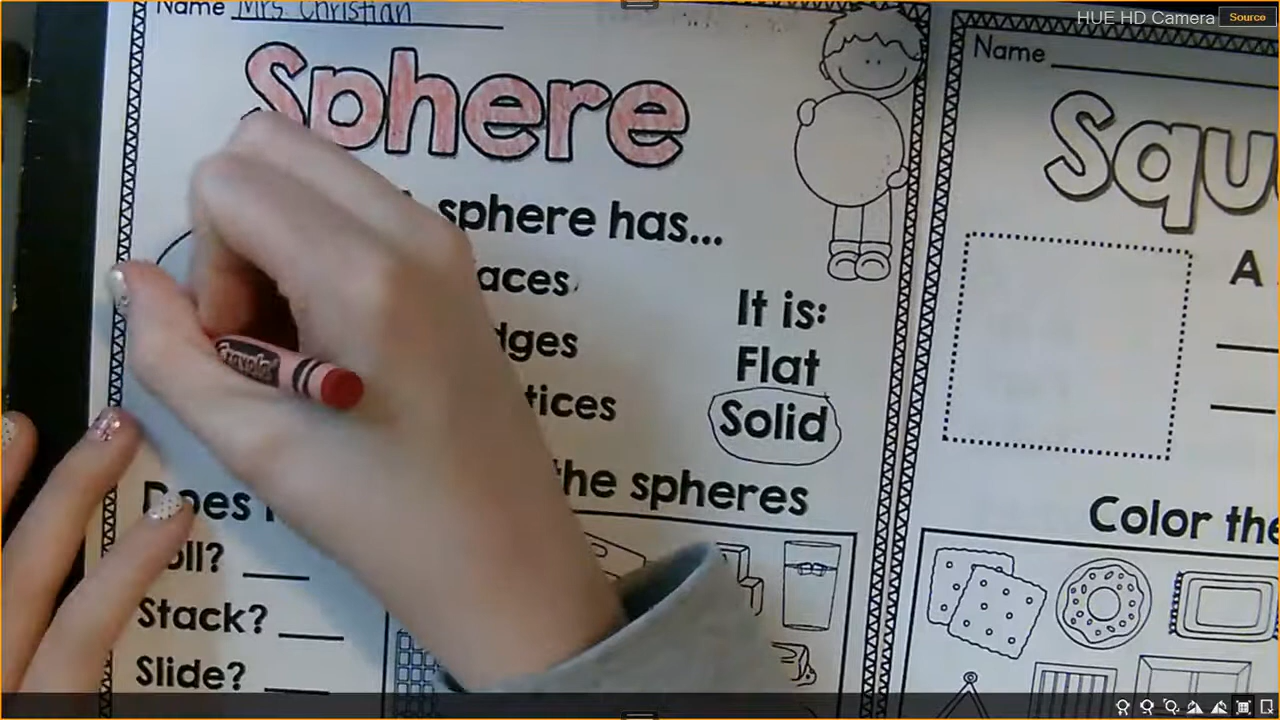 HUE HD Camera Source
Name Mrs. Christian
Sphere
sphere has...
aces
dges
tices
It is:
Flat
Solid
the spheres
Does
oll?
Stack?
Slide?
Crayola
Name
Squ
A
Color the